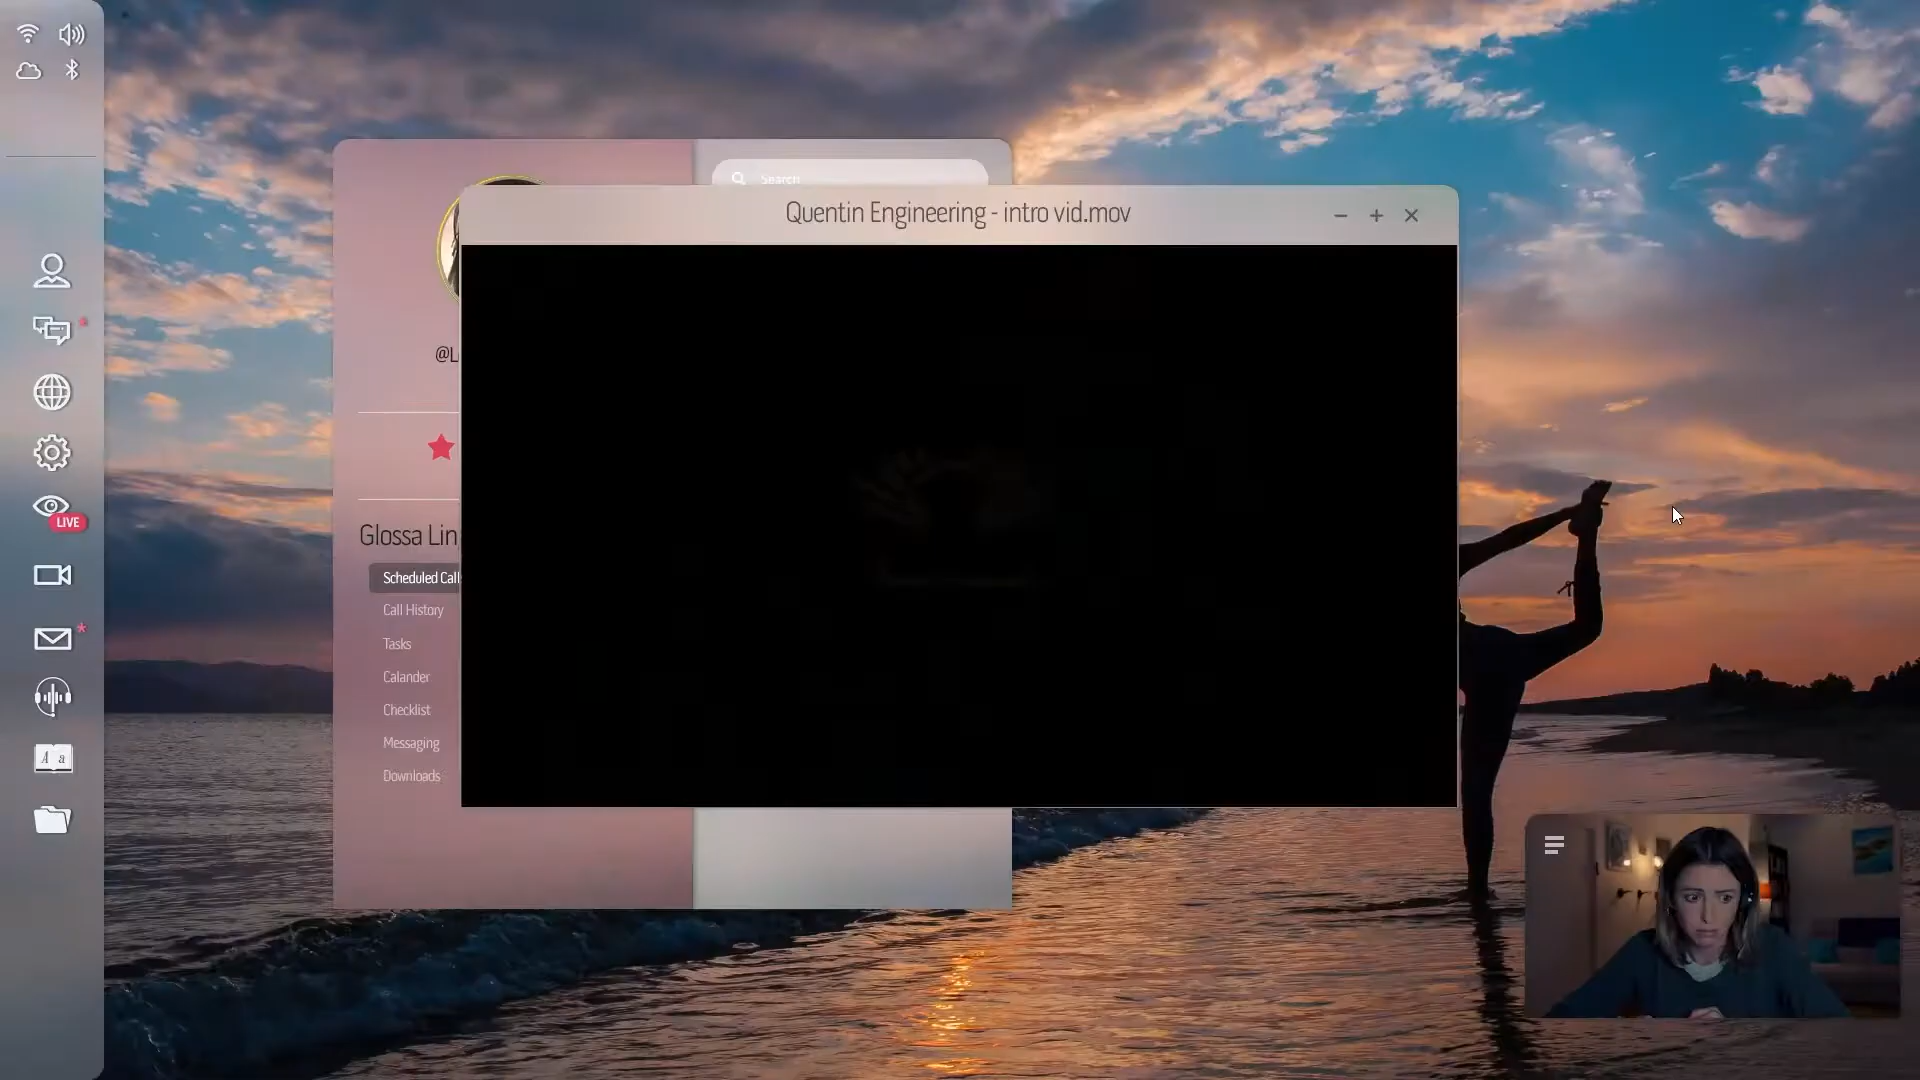 Search
Quentin Engineering - intro vid.mov
@L
Glossa Lin
Scheduled Call
Call History
Tasks
Calander
Checklist
Messaging
Downloads
LIVE
A a